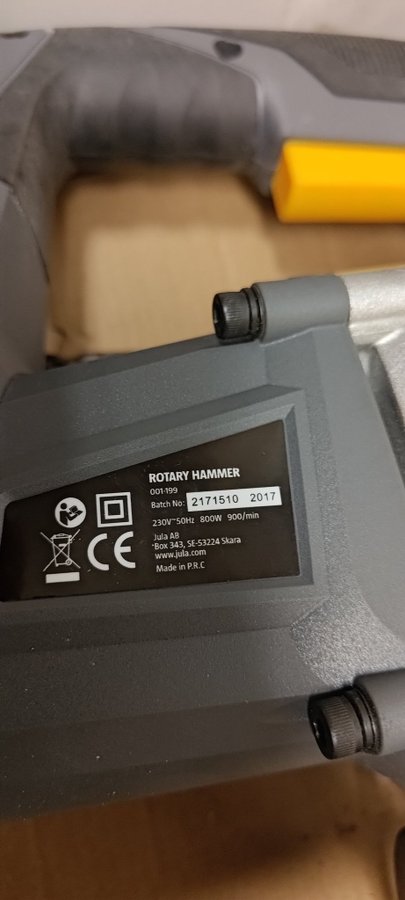 ROTARY HAMMER
001-199
Batch No: 2171510 2017
230V~50Hz 800W 900/min
Jula AB
Box 343, SE-53224 Skara
www.jula.com
Made in P.R.C
CE